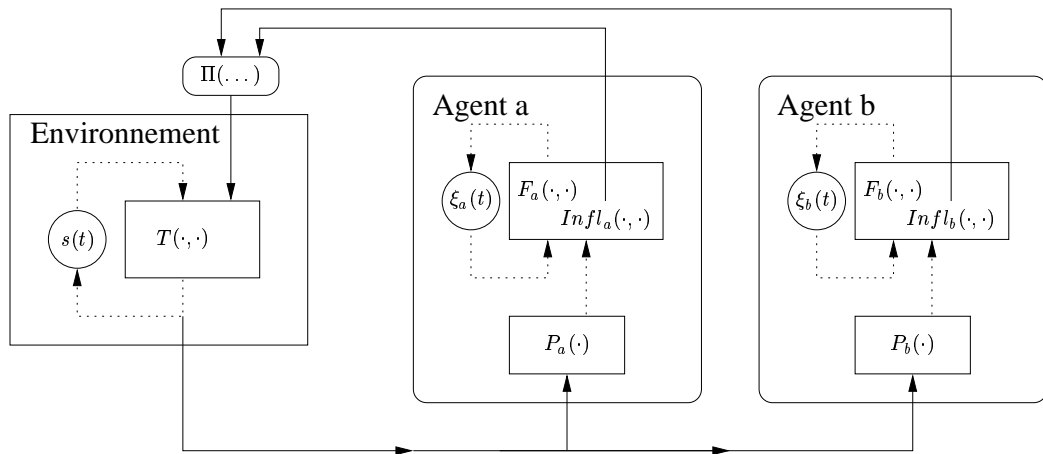 Π(...)
Environnement
s(t)
T(·,·)
Agent a
ξ_a(t)
F_a(·,·)
Infl_a(·,·)
P_a(·)
Agent b
ξ_b(t)
F_b(·,·)
Infl_b(·,·)
P_b(·)